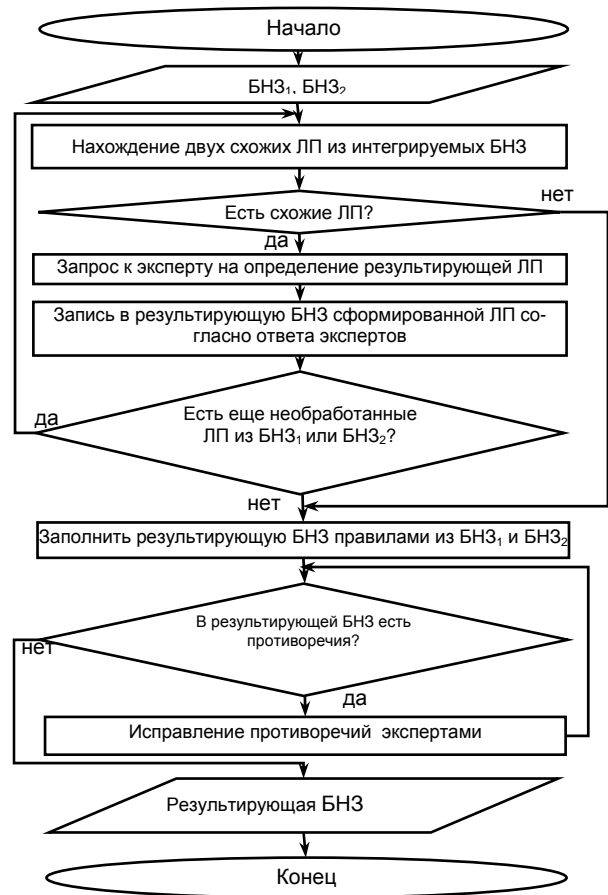 Начало
БНЗ₁, БНЗ₂
Нахождение двух схожих ЛП из интегрируемых БНЗ
нет
Есть схожие ЛП?
да
Запрос к эксперту на определение результирующей ЛП
Запись в результирующую БНЗ сформированной ЛП со-
гласно ответа экспертов
да
Есть еще необработанные
ЛП из БНЗ₁ или БНЗ₂?
нет
Заполнить результирующую БНЗ правилами из БНЗ₁ и БНЗ₂
В результирующей БНЗ есть
противоречия?
нет
да
Исправление противоречий экспертами
Результирующая БНЗ
Конец